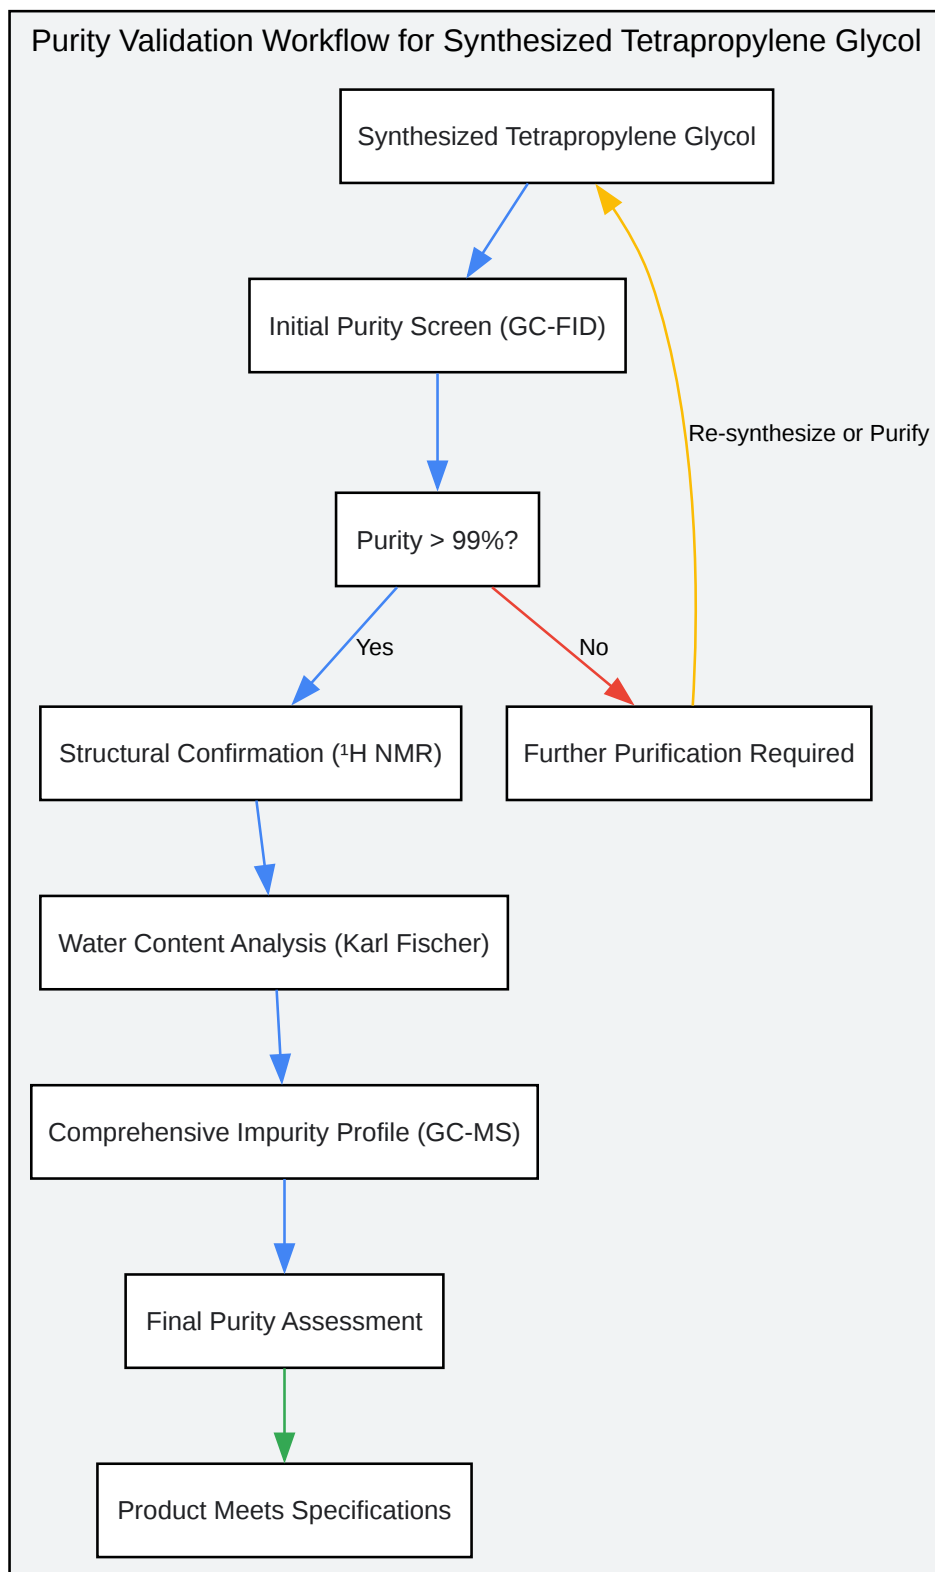 Purity Validation Workflow for Synthesized Tetrapropylene Glycol
Synthesized Tetrapropylene Glycol
Initial Purity Screen (GC-FID)
Re-synthesize or Purify
Purity > 99%?
Yes
No
Structural Confirmation (¹H NMR)
Further Purification Required
Water Content Analysis (Karl Fischer)
Comprehensive Impurity Profile (GC-MS)
Final Purity Assessment
Product Meets Specifications